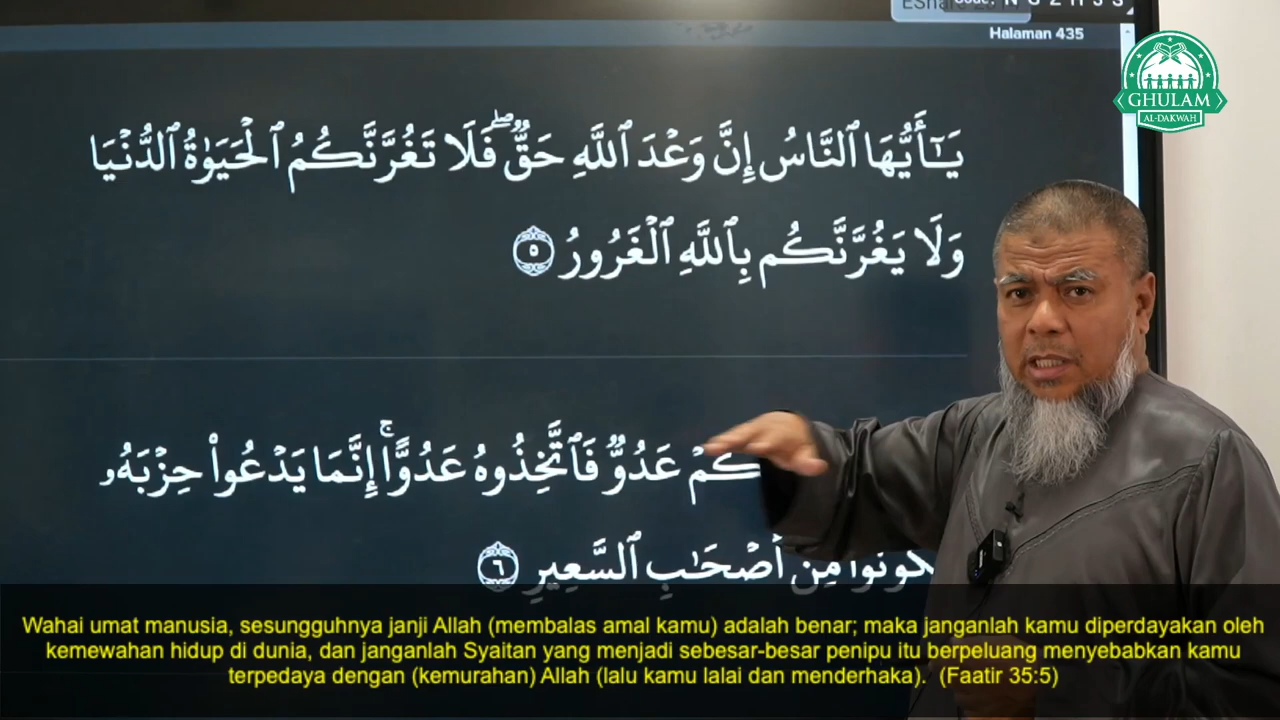 Code: N G Z H J S
Halaman 435
GHULAM
AL-DAKWAH
يَـٰٓأَيُّهَا ٱلنَّاسُ إِنَّ وَعْدَ ٱللَّهِ حَقٌّ ۖ فَلَا تَغُرَّنَّكُمُ ٱلْحَيَوٰةُ ٱلدُّنْيَا
وَلَا يَغُرَّنَّكُم بِٱللَّهِ ٱلْغَرُورُ ٥
كُمْ عَدُوٌّ فَٱتَّخِذُوهُ عَدُوًّا ۚ إِنَّمَا يَدْعُوا۟ حِزْبَهُۥ
مِنْ أَصْحَـٰبِ ٱلسَّعِيرِ ٦
Wahai umat manusia, sesungguhnya janji Allah (membalas amal kamu) adalah benar; maka janganlah kamu diperdayakan oleh
kemewahan hidup di dunia, dan janganlah Syaitan yang menjadi sebesar-besar penipu itu berpeluang menyebabkan kamu
terpedaya dengan (kemurahan) Allah (lalu kamu lalai dan menderhaka). (Faatir 35:5)